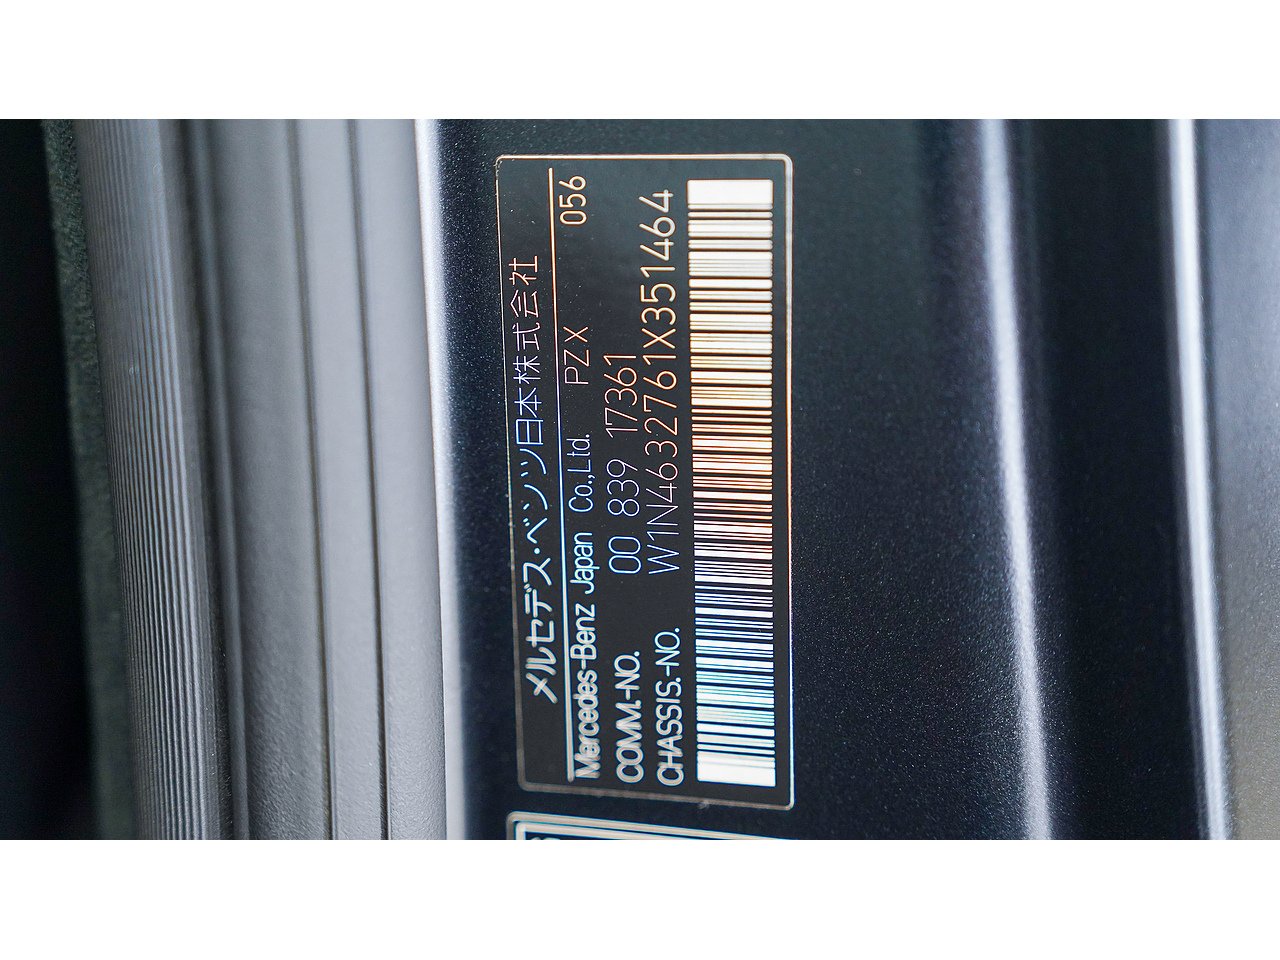 メルセデス・ベンツ日本株式会社
Mercedes-Benz Japan Co.,Ltd. PZX 056
COMM.-NO. 00 839 17361
CHASSIS.-NO. W1N4632761X351464